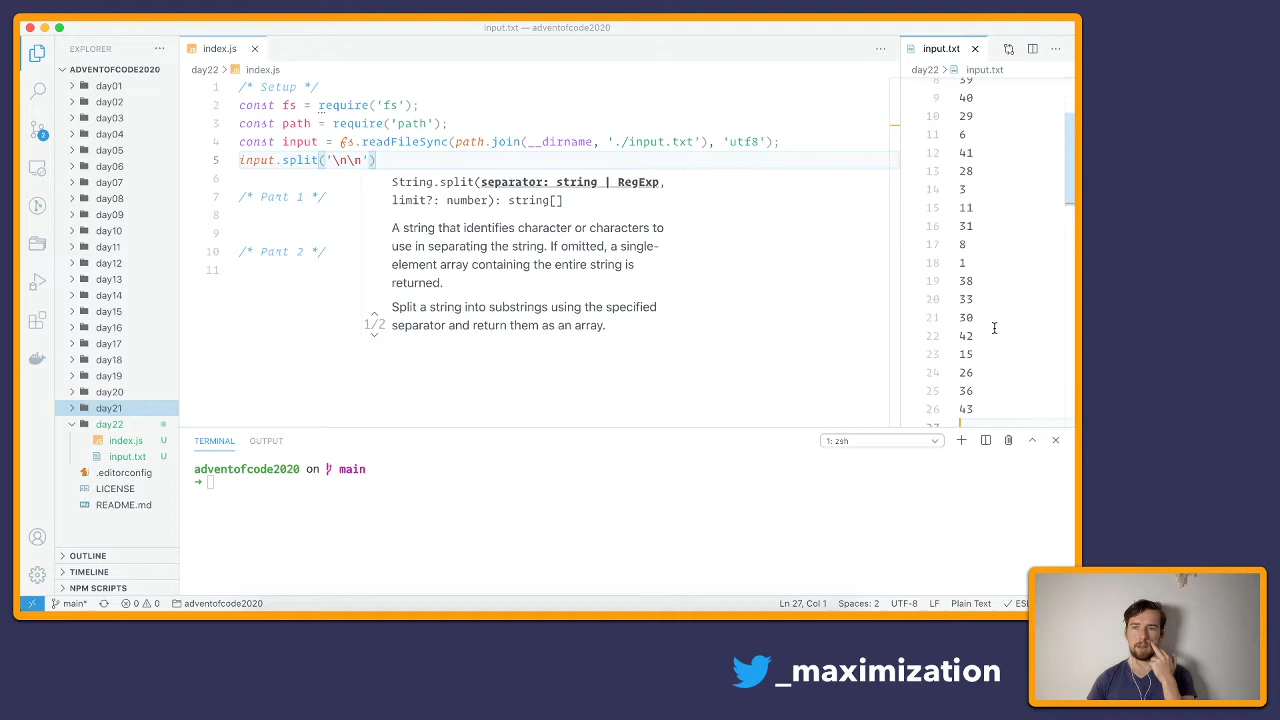 input.txt — adventofcode2020
EXPLORER
ADVENTOFCODE2020
day01
day02
day03
day04
day05
day06
day07
day08
day09
day10
day11
day12
day13
day14
day15
day16
day17
day18
day19
day20
day21
day22
index.js U
input.txt U
.editorconfig
LICENSE
README.md
OUTLINE
TIMELINE
NPM SCRIPTS
2
index.js
day22 index.js
1 /* Setup */
2 const fs = require('fs');
3 const path = require('path');
4 const input = fs.readFileSync(path.join(__dirname, './input.txt'), 'utf8');
5 input.split('\n\n')
6
7 /* Part 1 */
8
9
10 /* Part 2 */
11
String.split(separator: string | RegExp,
limit?: number): string[]
A string that identifies character or characters to
use in separating the string. If omitted, a single-
element array containing the entire string is
returned.
Split a string into substrings using the specified
separator and return them as an array.
1/2
input.txt
day22 input.txt
8 39
9 40
10 29
11 6
12 41
13 28
14 3
15 11
16 31
17 8
18 1
19 38
20 33
21 30
22 42
23 15
24 26
25 36
26 43
27
TERMINAL OUTPUT
1: zsh
adventofcode2020 on main
main* 0 0 adventofcode2020
Ln 27, Col 1 Spaces: 2 UTF-8 LF Plain Text
_maximization